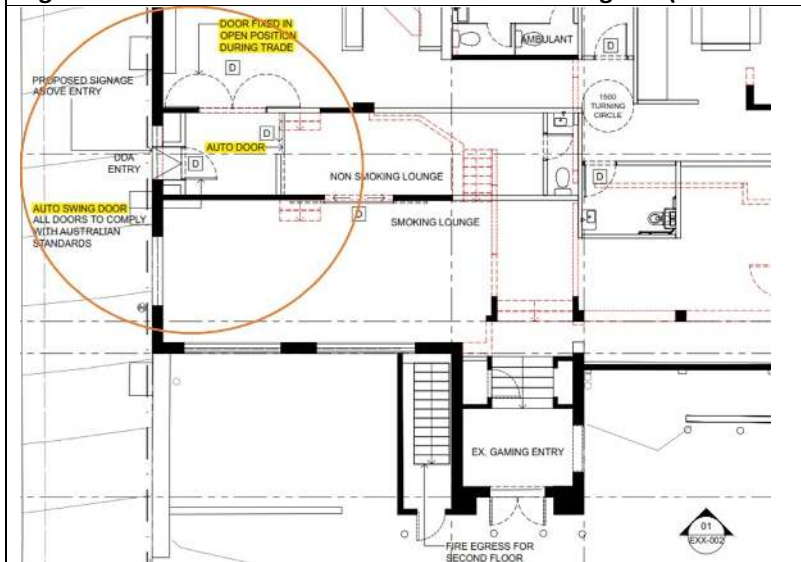 DOOR FIXED IN
OPEN POSITION
DURING TRADE
D
AMBULANT
D
PROPOSED SIGNAGE
ABOVE ENTRY
1500
TURNING
CIRCLE
D
AUTO DOOR
DDA
ENTRY
D
NON SMOKING LOUNGE
D
AUTO SWING DOOR
ALL DOORS TO COMPLY
WITH AUSTRALIAN
STANDARDS
D
SMOKING LOUNGE
EX. GAMING ENTRY
01
EXX-002
FIRE EGRESS FOR
SECOND FLOOR